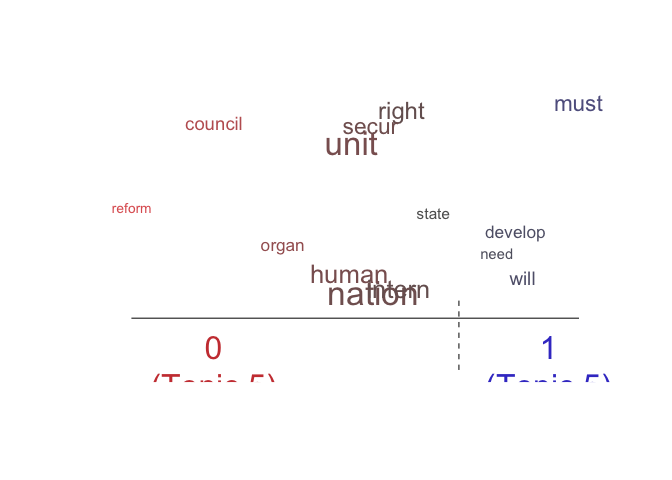 must
right
council
secur
unit
reform
state
develop
organ
need
human
will
intern
nation
0 1
(Topic 5) (Topic 5)